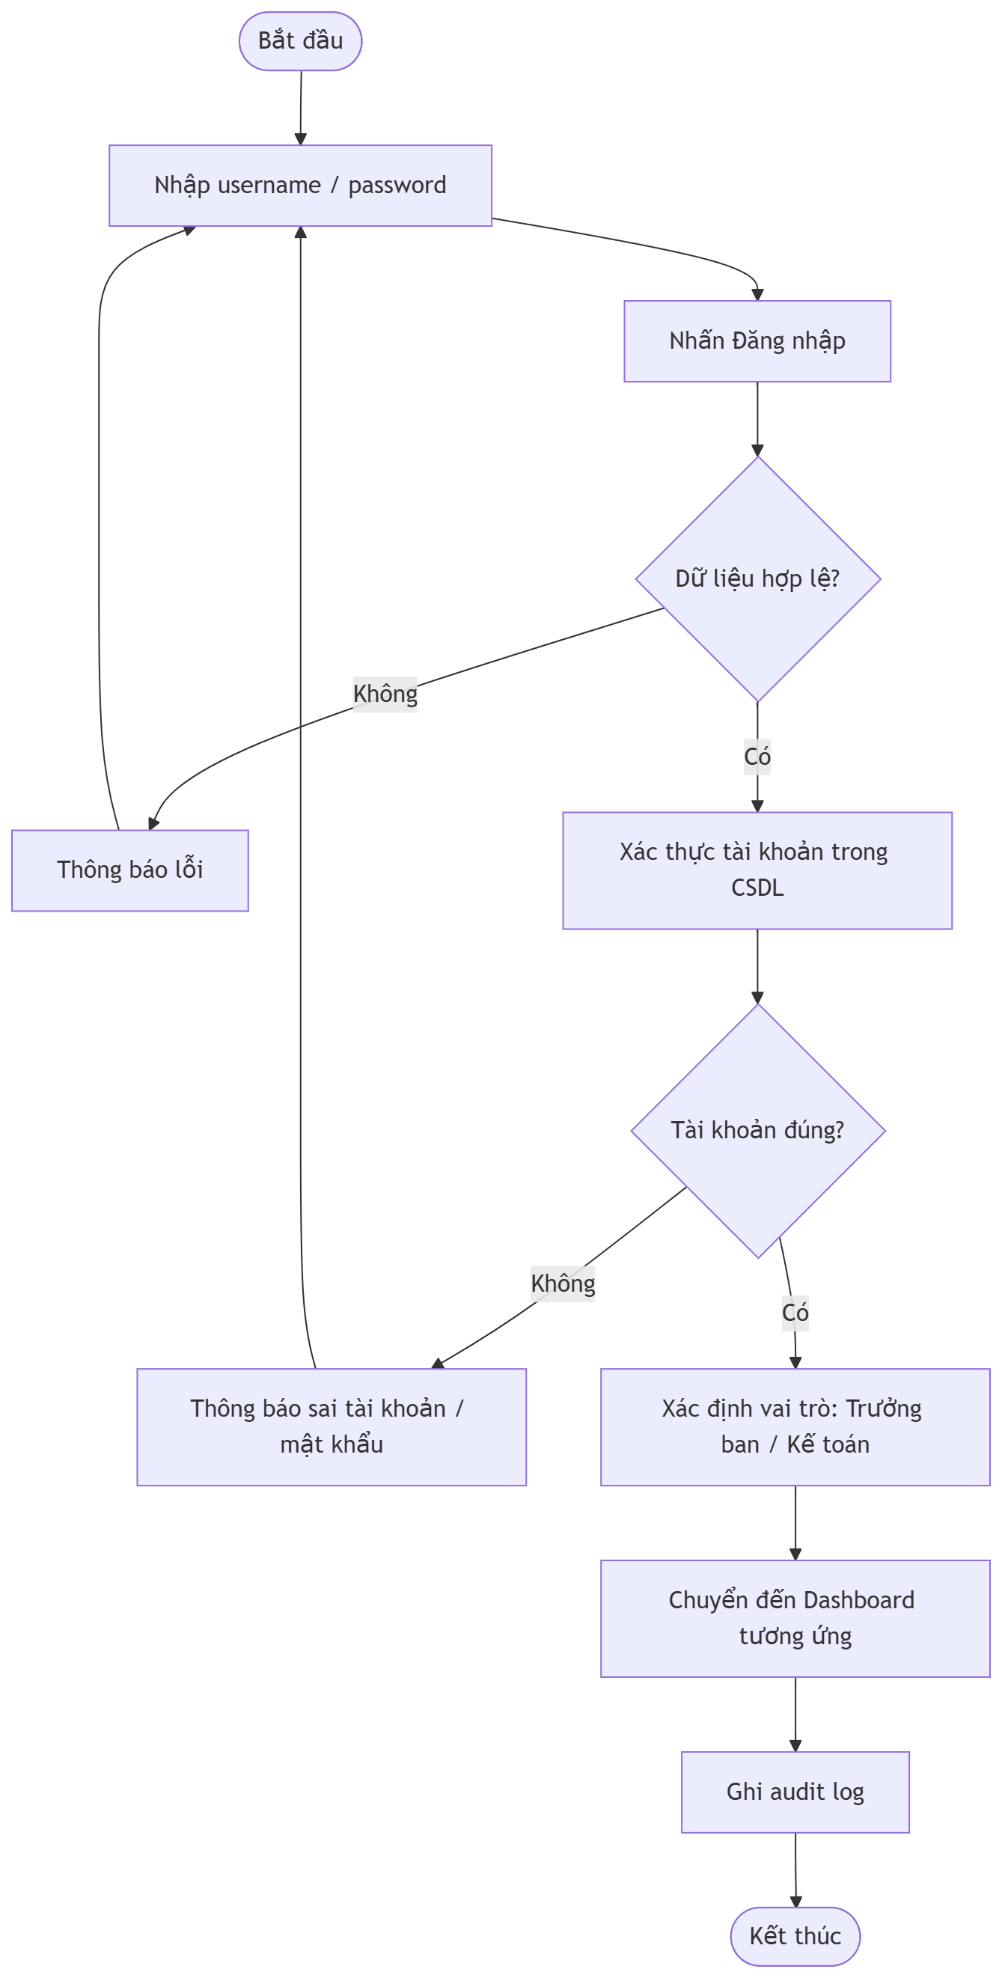 Bắt đầu
Nhập username / password
Nhấn Đăng nhập
Dữ liệu hợp lệ?
Không
Có
Thông báo lỗi
Xác thực tài khoản trong
CSDL
Tài khoản đúng?
Không
Có
Thông báo sai tài khoản /
mật khẩu
Xác định vai trò: Trưởng
ban / Kế toán
Chuyển đến Dashboard
tương ứng
Ghi audit log
Kết thúc